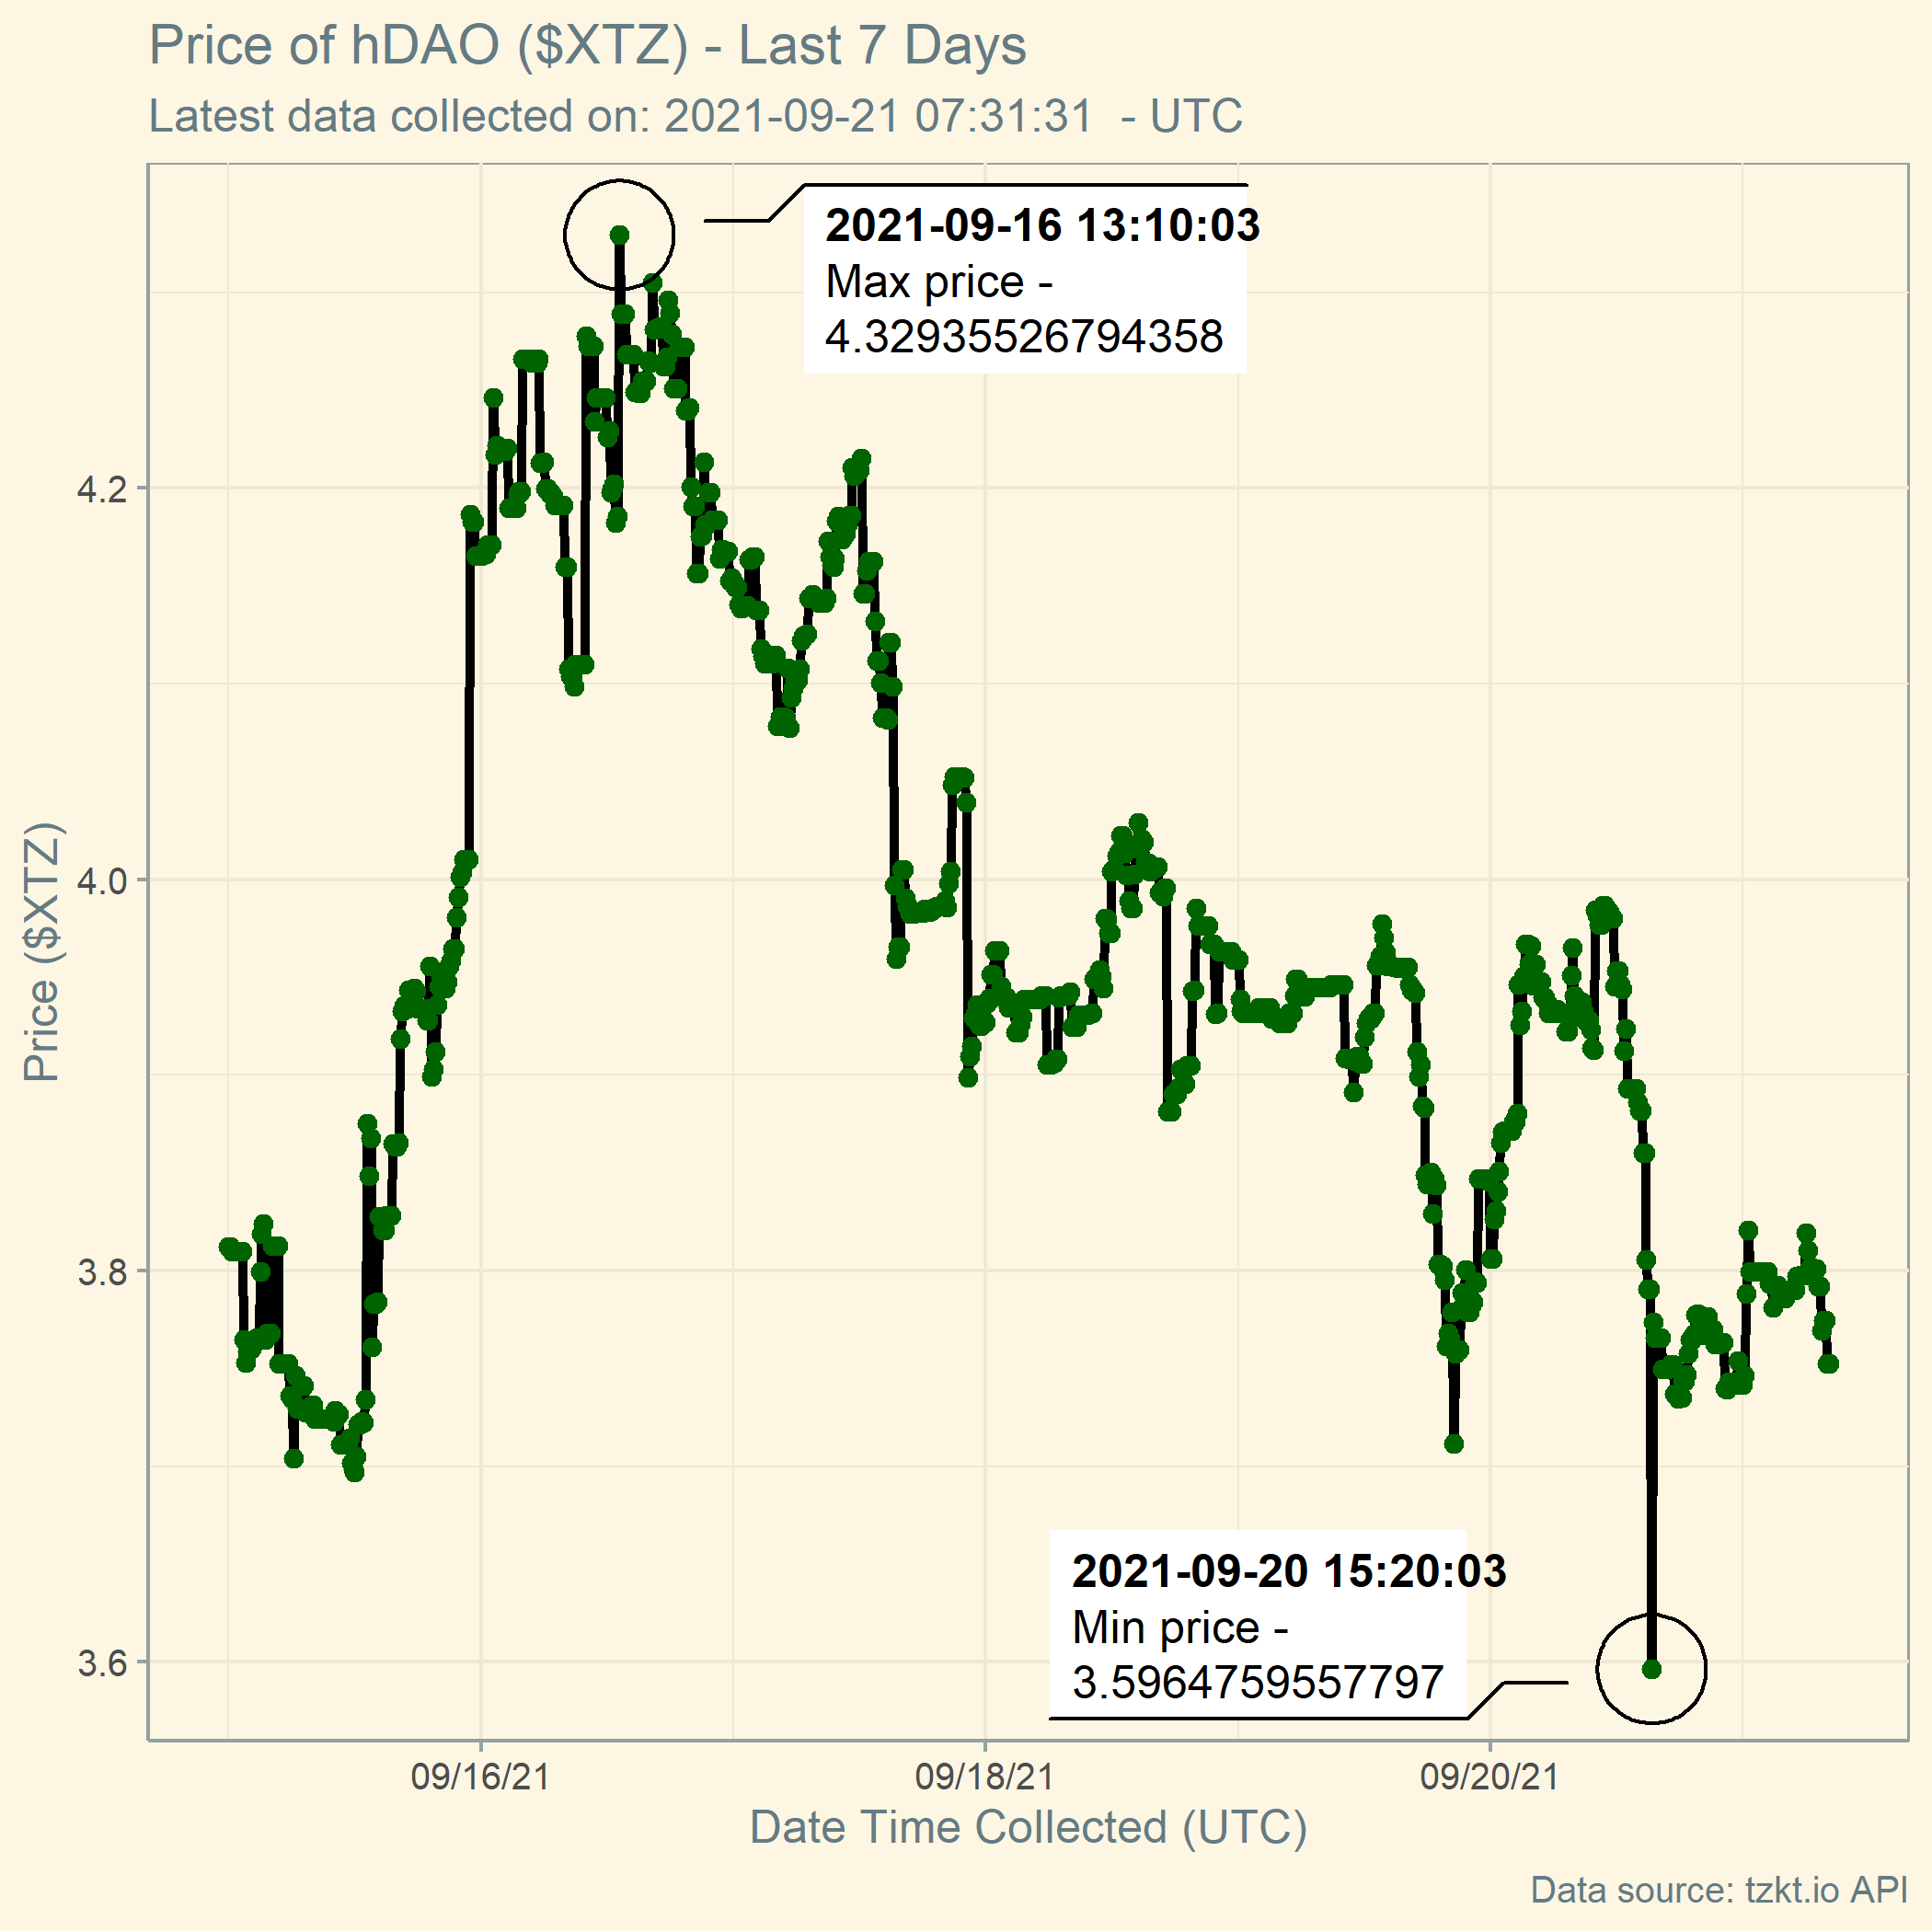 Price of hDAO ($XTZ) - Last 7 Days
Latest data collected on: 2021-09-21 07:31:31  - UTC
2021-09-16 13:10:03
Max price -
4.32935526794358
4.2
4.0
3.8
3.6
Price ($XTZ)
2021-09-20 15:20:03
Min price -
3.5964759557797
09/16/21
09/18/21
09/20/21
Date Time Collected (UTC)
Data source: tzkt.io API